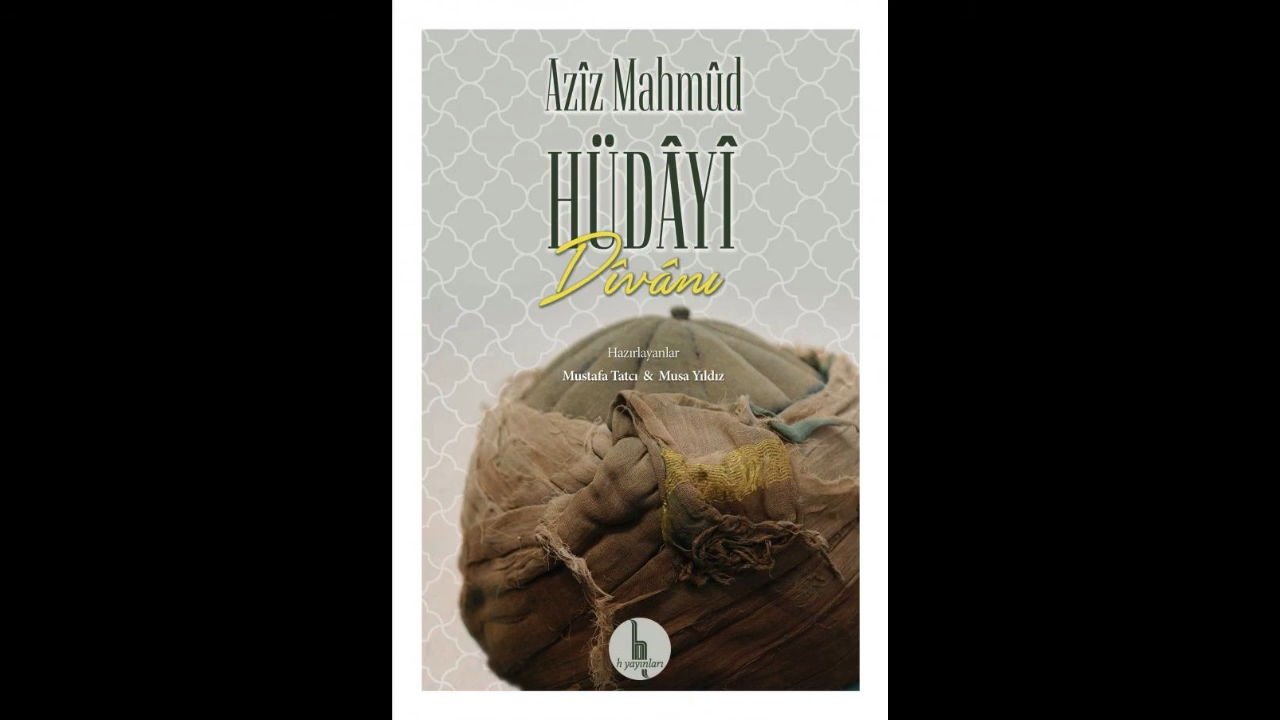 Azîz Mahmûd
HÜDÂYÎ
Dîvânı
Hazırlayanlar
Mustafa Tatcı & Musa Yıldız
h yayınları